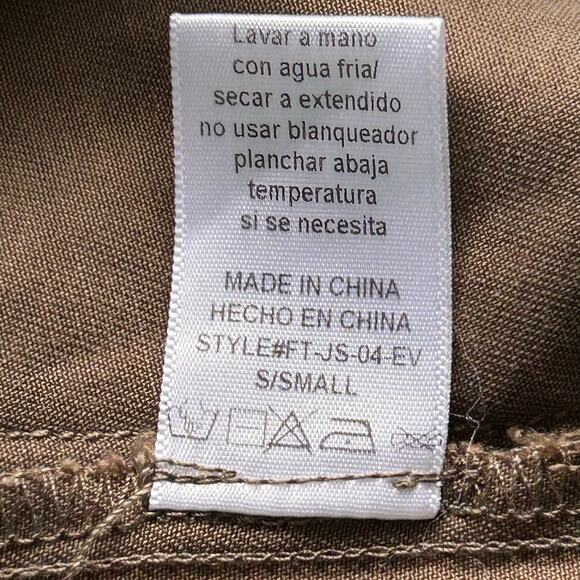 Lavar a mano
con agua fria/
secar a extendido
no usar blanqueador
planchar abaja
temperatura
si se necesita
MADE IN CHINA
HECHO EN CHINA
STYLE#FT-JS-04-EV
S/SMALL